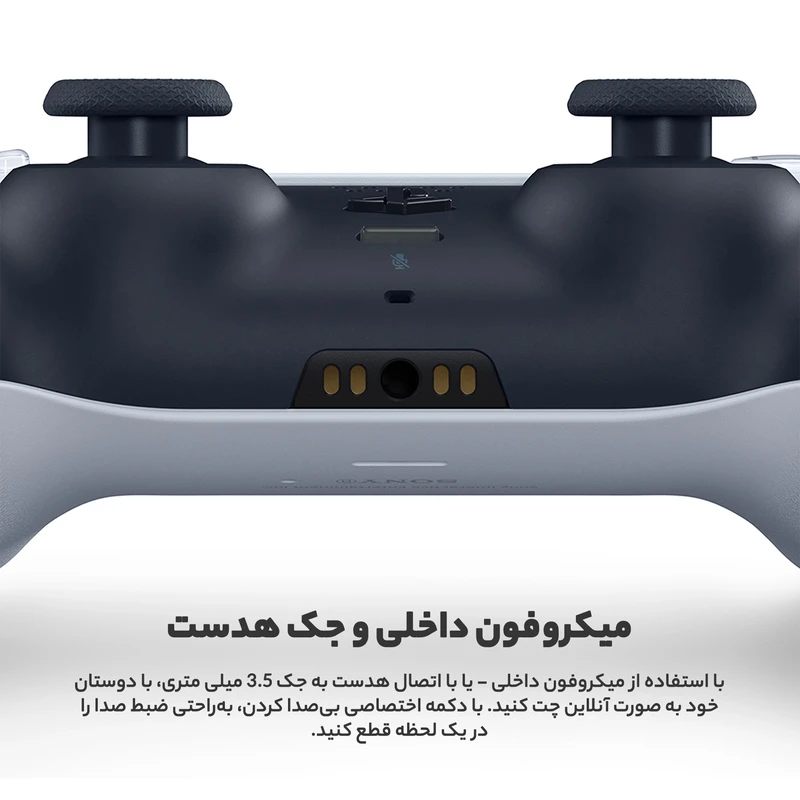 SONY
میکروفون داخلی و جک هدست
با استفاده از میکروفون داخلی – یا با اتصال هدست به جک 3.5 میلی متری، با دوستان
خود به صورت آنلاین چت کنید. با دکمه اختصاصی بی‌صدا کردن، به‌راحتی ضبط صدا را
در یک لحظه قطع کنید.